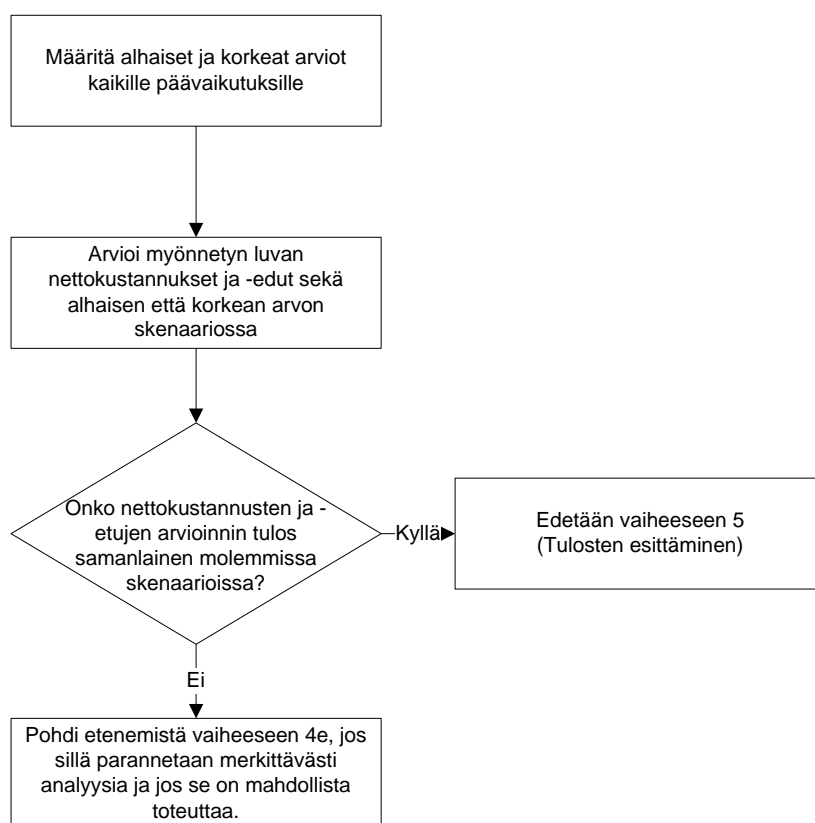 Määritä alhaiset ja korkeat arviot
kaikille päävaikutuksille
Arvioi myönnetyn luvan
nettokustannukset ja -edut sekä
alhaisen että korkean arvon
skenaariossa
Onko nettokustannusten ja -
etujen arvioinnin tulos
samanlainen molemmissa
skenaarioissa?
Kyllä
Edetään vaiheeseen 5
(Tulosten esittäminen)
Ei
Pohdi etenemistä vaiheeseen 4e, jos
sillä parannetaan merkittävästi
analyysia ja jos se on mahdollista
toteuttaa.